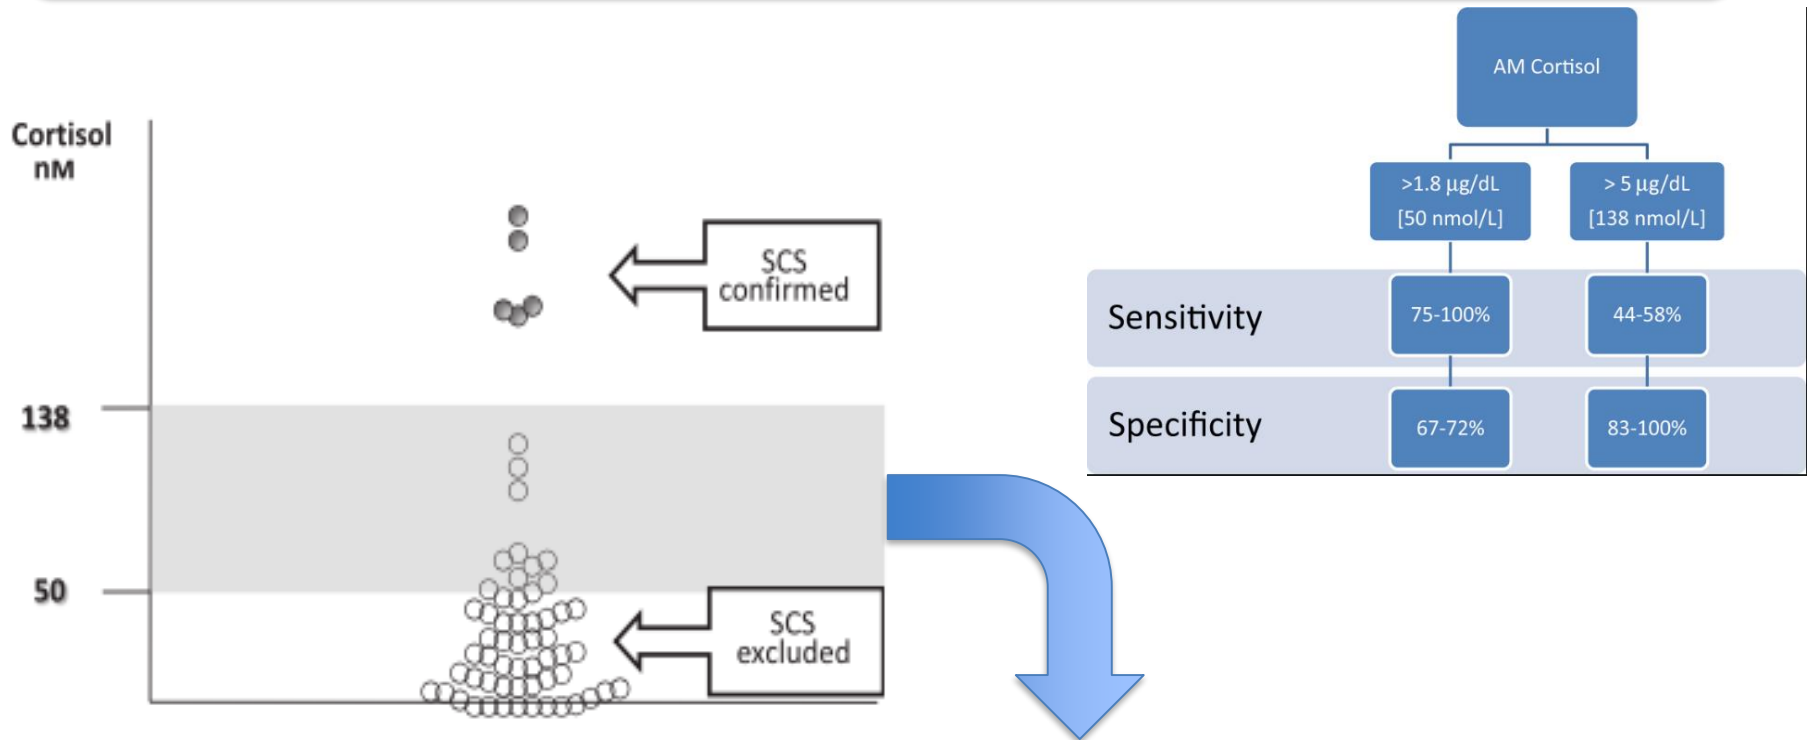 Cortisol
nM
138
50
SCS
confirmed
SCS
excluded
AM Cortisol
>1.8 µg/dL
[50 nmol/L]
> 5 µg/dL
[138 nmol/L]
Sensitivity
75-100%
44-58%
Specificity
67-72%
83-100%